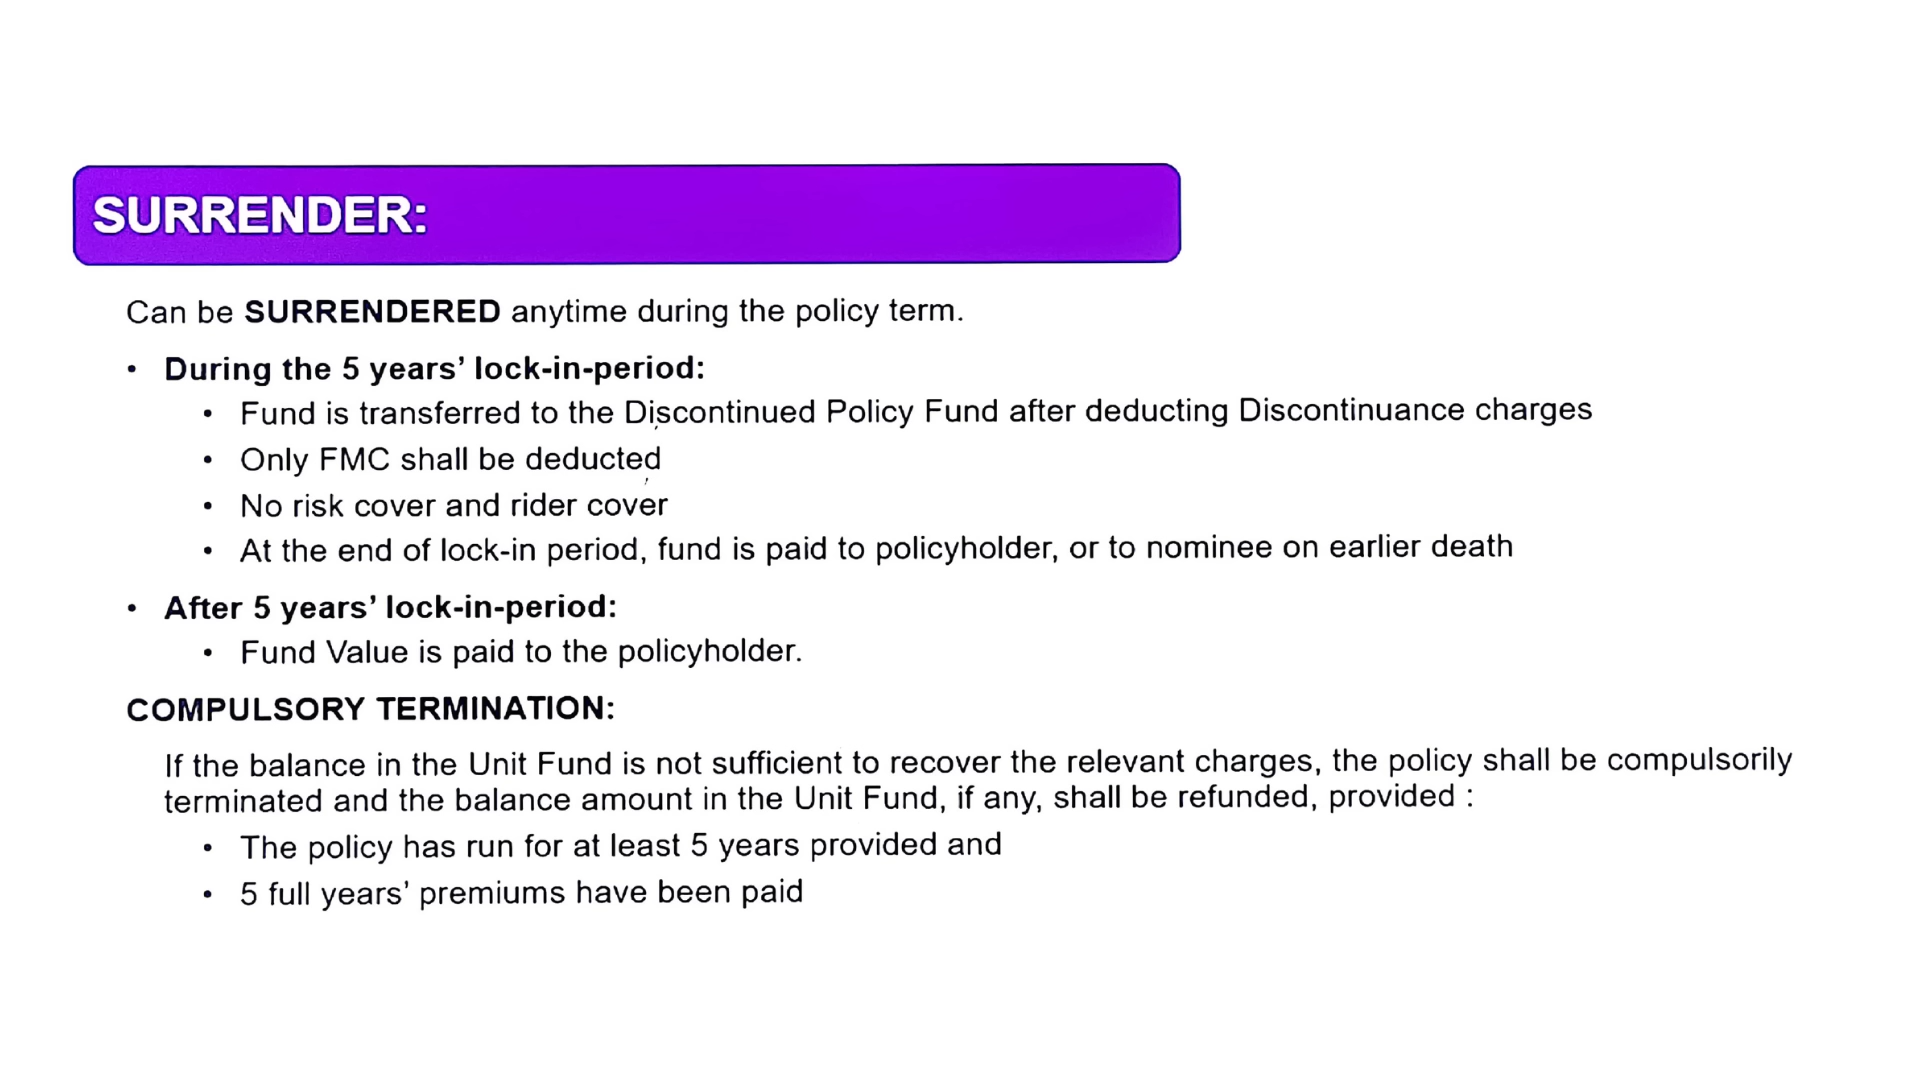 SURRENDER:
Can be SURRENDERED anytime during the policy term.
• During the 5 years’ lock-in-period:
• Fund is transferred to the Discontinued Policy Fund after deducting Discontinuance charges
• Only FMC shall be deducted
• No risk cover and rider cover
• At the end of lock-in period, fund is paid to policyholder, or to nominee on earlier death
• After 5 years’ lock-in-period:
• Fund Value is paid to the policyholder.
COMPULSORY TERMINATION:
If the balance in the Unit Fund is not sufficient to recover the relevant charges, the policy shall be compulsorily
terminated and the balance amount in the Unit Fund, if any, shall be refunded, provided :
• The policy has run for at least 5 years provided and
• 5 full years’ premiums have been paid